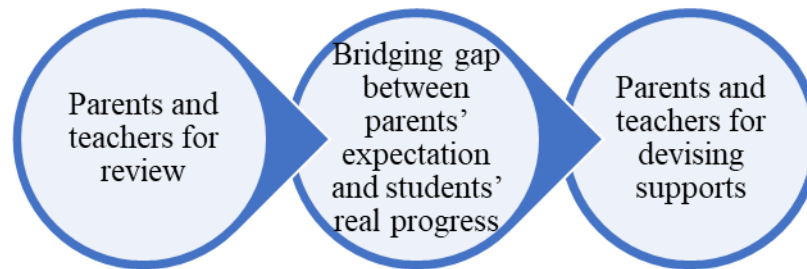 Parents and
teachers for
review
Bridging gap
between
parents’
expectation
and students’
real progress
Parents and
teachers for
devising
supports